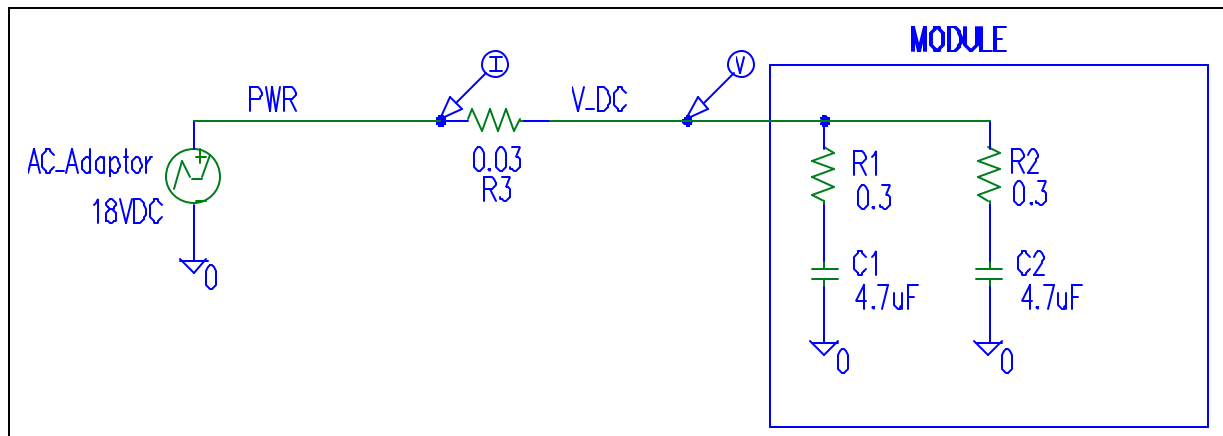 MODULE
I
V
PWR
V_DC
AC_Adaptor
18VDC
0.03
R3
R1
0.3
R2
0.3
C1
4.7uF
C2
4.7uF
0
0
0